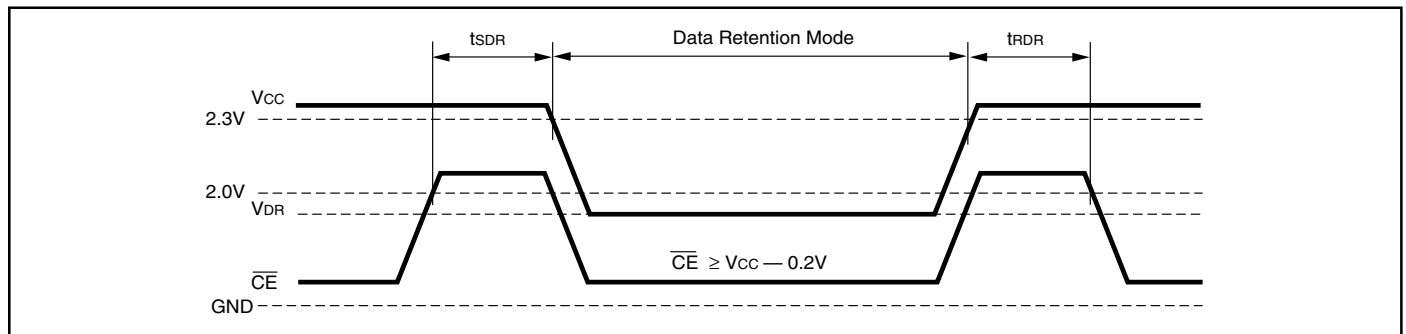 tSDR
Data Retention Mode
tRDR
VCC
2.3V
2.0V
VDR
CE ≥ VCC — 0.2V
CE
GND